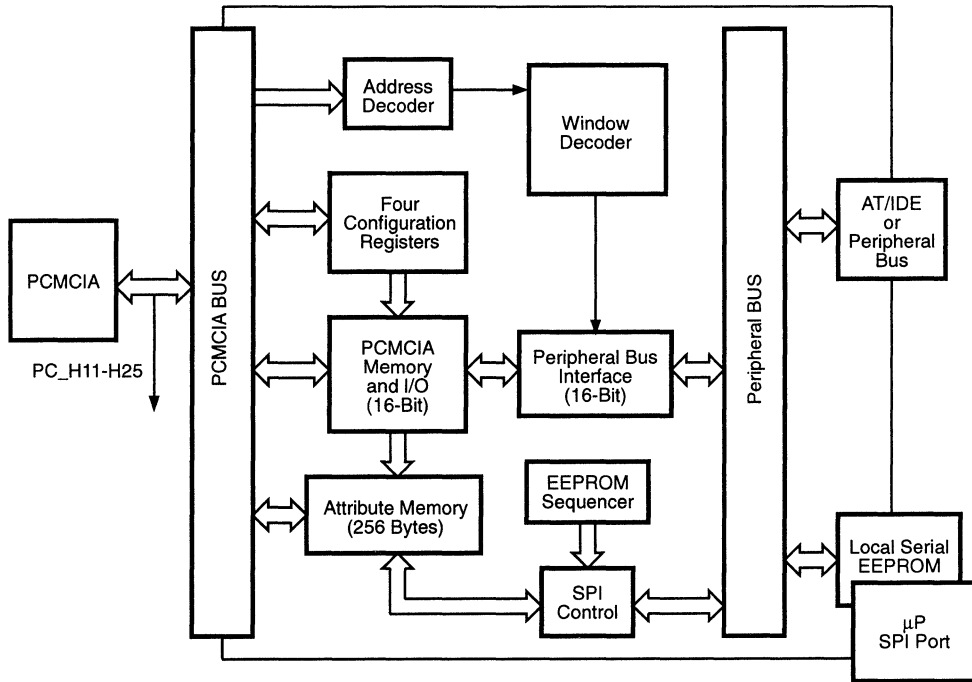 PCMCIA
PC_H11-H25
PCMCIA BUS
Address
Decoder
Window
Decoder
Four
Configuration
Registers
PCMCIA
Memory
and I/O
(16-Bit)
Peripheral Bus
Interface
(16-Bit)
Attribute Memory
(256 Bytes)
EEPROM
Sequencer
SPI
Control
Peripheral BUS
AT/IDE
or
Peripheral
Bus
Local Serial
EEPROM
μP
SPI Port